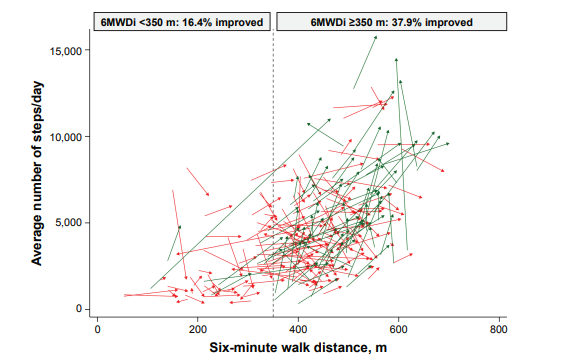 6MWDi <350 m: 16.4% improved
6MWDi ≥350 m: 37.9% improved
15,000
10,000
5,000
0
Average number of steps/day
0 200 400 600 800
Six-minute walk distance, m